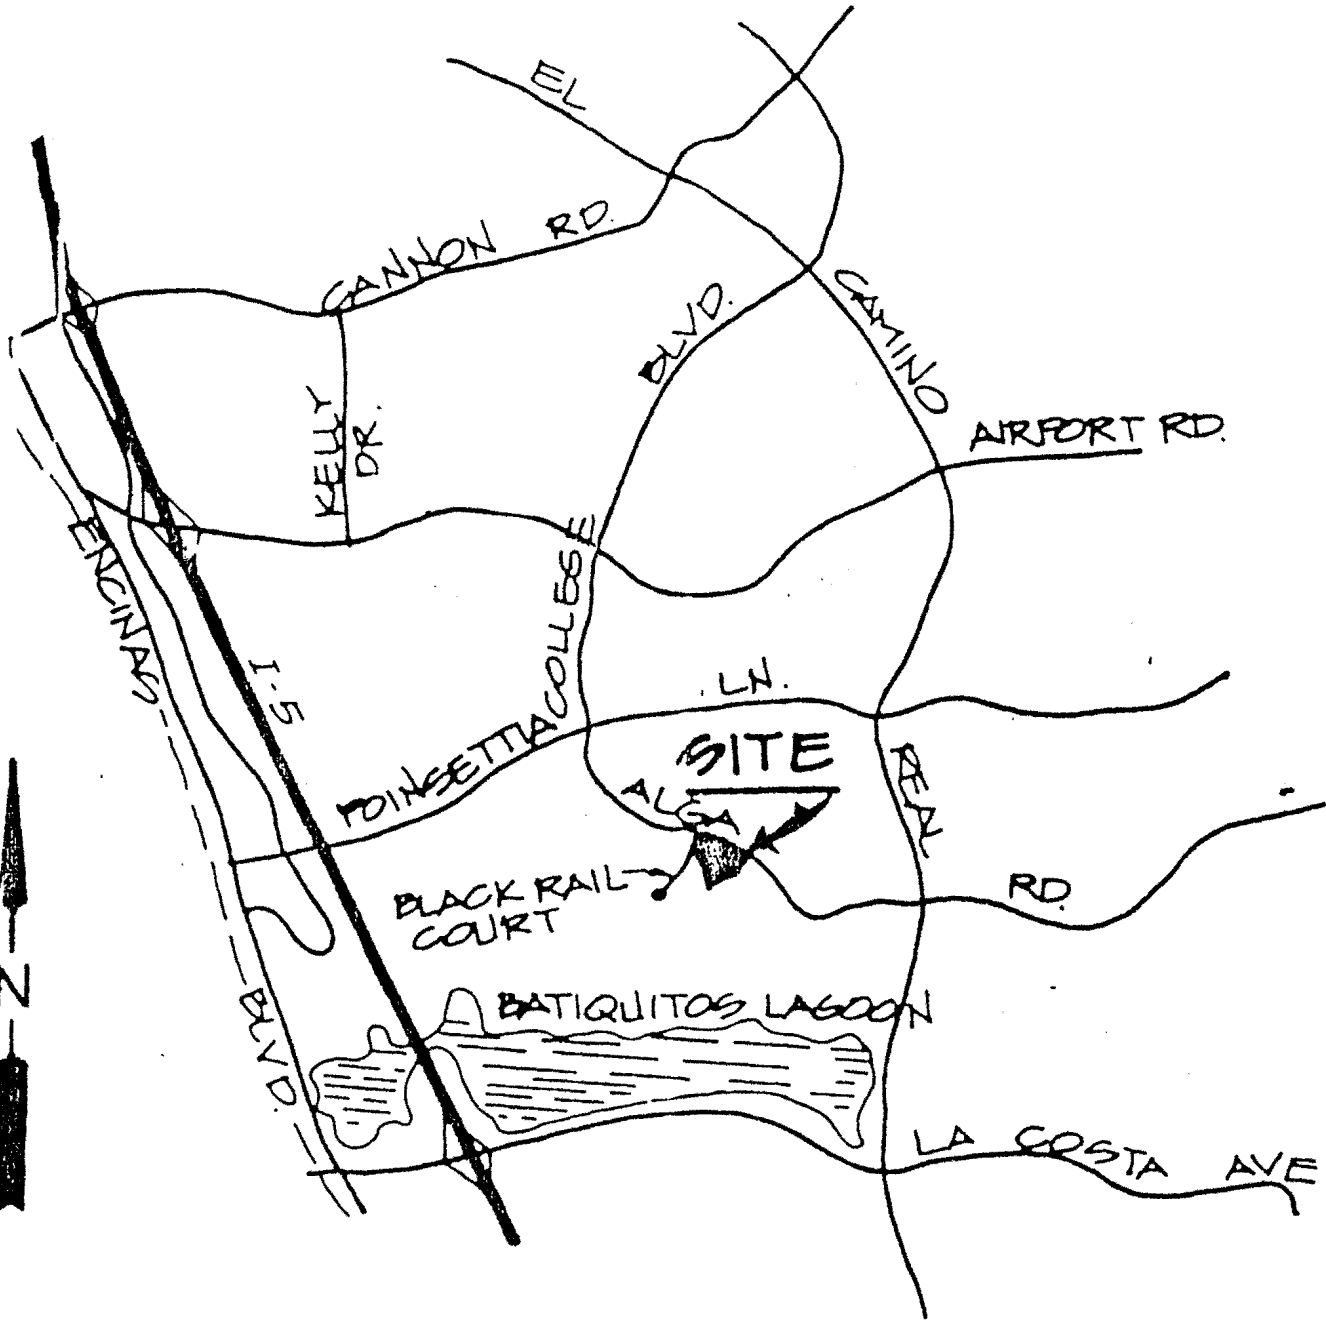 EL
CANNON RD.
BLVD.
CAMINO
KELLY
DR.
AIRPORT RD.
ENCINAS
I-5
COLLEGE
LN.
POINSETTIA
SITE
REAL
ALGA
BLACK RAIL
COURT
RD.
N
BATIQUITOS LAGOON
BLVD.
LA COSTA AVE